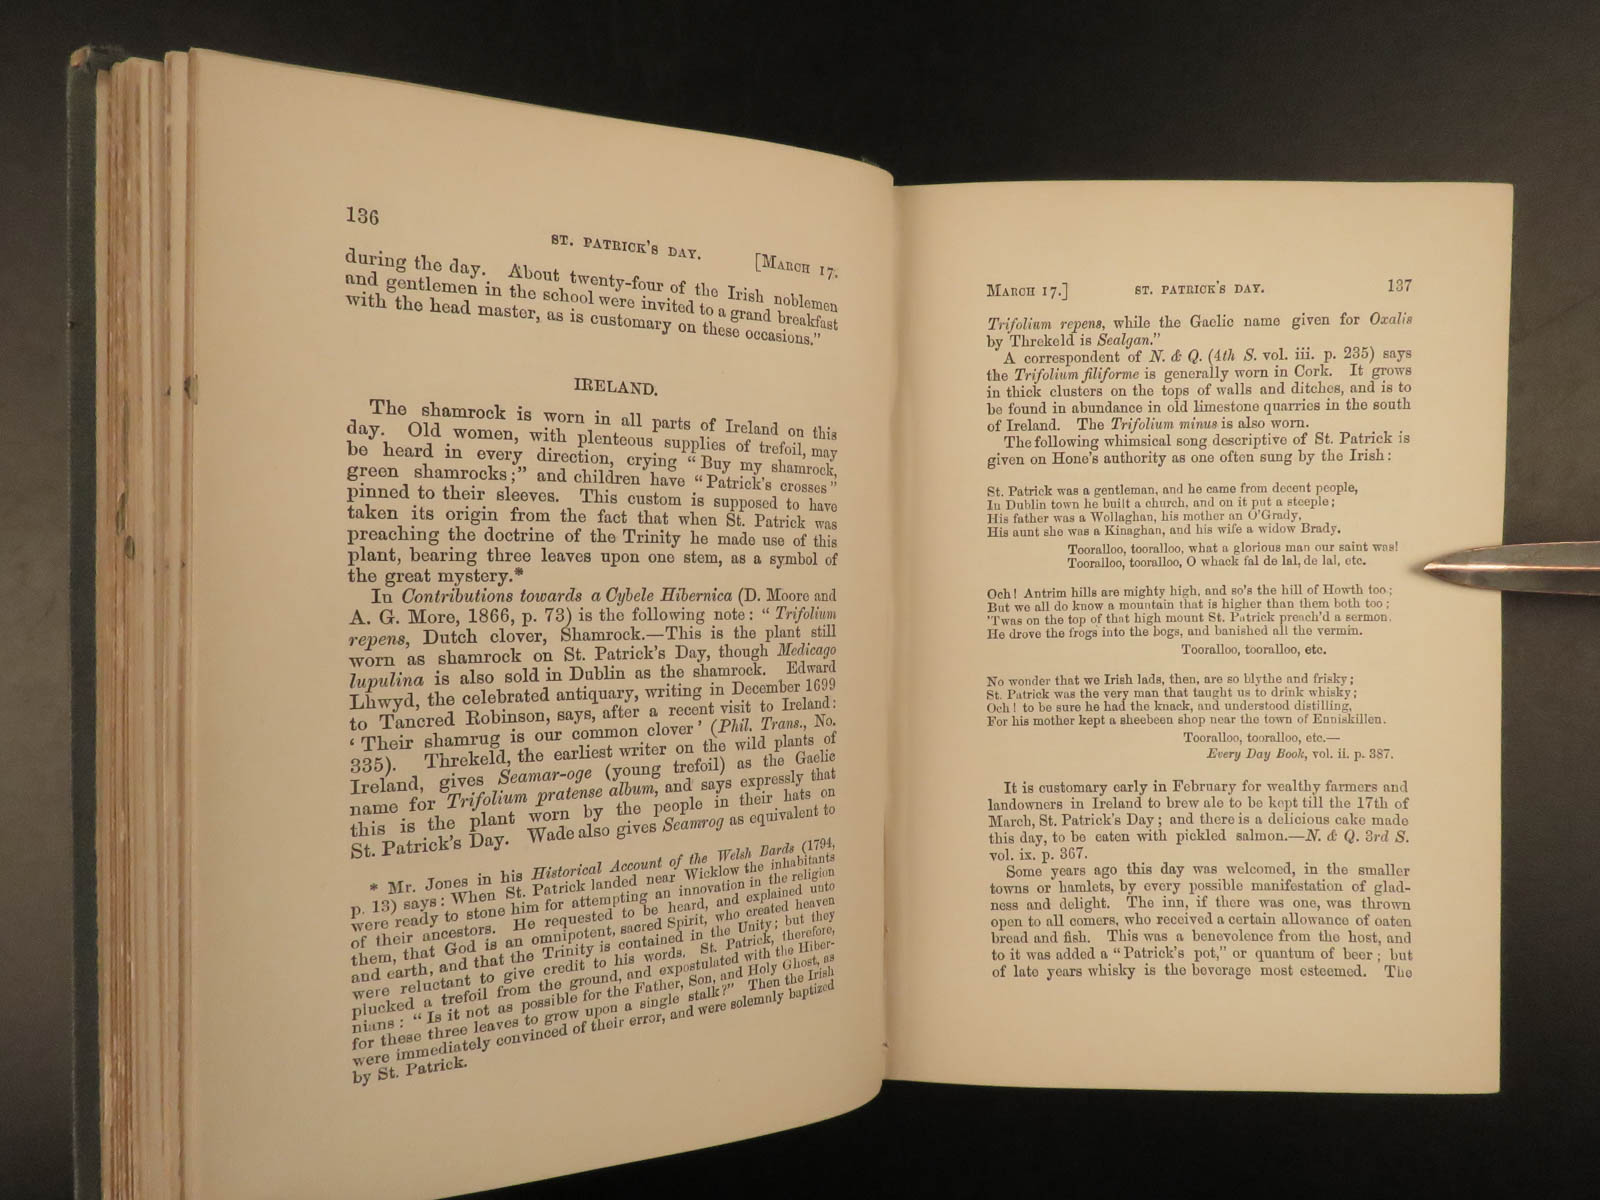 136
ST. PATRICK'S DAY.
[March 17.
during the day. About twenty-four of the Irish noblemen
and gentlemen in the school were invited to a grand breakfast
with the head master, as is customary on these occasions."
IRELAND.
The shamrock is worn in all parts of Ireland on this
day. Old women, with plenteous supplies of trefoil, may
be heard in every direction, crying "Buy my shamrock,
green shamrocks;" and children have "Patrick's crosses"
pinned to their sleeves. This custom is supposed to have
taken its origin from the fact that when St. Patrick was
preaching the doctrine of the Trinity he made use of this
plant, bearing three leaves upon one stem, as a symbol of
the great mystery.*
In Contributions towards a Cybele Hibernica (D. Moore and
A. G. More, 1866, p. 73) is the following note: "Trifolium
repens, Dutch clover, Shamrock.—This is the plant still
worn as shamrock on St. Patrick's Day, though Medicago
lupulina is also sold in Dublin as the shamrock. Edward
Lhwyd, the celebrated antiquary, writing in December 1699
to Tancred Robinson, says, after a recent visit to Ireland:
'Their shamrug is our common clover' (Phil. Trans., No.
335). Threkeld, the earliest writer on the wild plants of
Ireland, gives Seamar-oge (young trefoil) as the Gaelic
name for Trifolium pratense album, and says expressly that
this is the plant worn by the people in their hats on
St. Patrick's Day. Wade also gives Seamrog as equivalent to
* Mr. Jones in his Historical Account of the Welsh Bards (1794,
p. 13) says: When St. Patrick landed near Wicklow the inhabitants
were ready to stone him for attempting an innovation in the religion
of their ancestors. He requested to be heard, and explained unto
them, that God is an omnipotent, sacred Spirit, who created heaven
and earth, and that the Trinity is contained in the Unity; but they
were reluctant to give credit to his words. St. Patrick, therefore,
plucked a trefoil from the ground, and expostulated with the Hiber-
nians: "Is it not as possible for the Father, Son, and Holy Ghost, as
for these three leaves to grow upon a single stalk?" Then the Irish
were immediately convinced of their error, and were solemnly baptized
by St. Patrick.
March 17.]
ST. PATRICK'S DAY.
137
Trifolium repens, while the Gaelic name given for Oxalis
by Threkeld is Sealgan."
A correspondent of N. & Q. (4th S. vol. iii. p. 235) says
the Trifolium filiforme is generally worn in Cork. It grows
in thick clusters on the tops of walls and ditches, and is to
be found in abundance in old limestone quarries in the south
of Ireland. The Trifolium minus is also worn.
The following whimsical song descriptive of St. Patrick is
given on Hone's authority as one often sung by the Irish:
St. Patrick was a gentleman, and he came from decent people,
In Dublin town he built a church, and on it put a steeple;
His father was a Wollaghan, his mother an O'Grady,
His aunt she was a Kinaghan, and his wife a widow Brady.
Tooralloo, tooralloo, what a glorious man our saint was!
Tooralloo, tooralloo, O whack fal de lal, de lal, etc.
Och! Antrim hills are mighty high, and so's the hill of Howth too;
But we all do know a mountain that is higher than them both too;
'Twas on the top of that high mount St. Patrick preach'd a sermon.
He drove the frogs into the bogs, and banished all the vermin.
Tooralloo, tooralloo, etc.
No wonder that we Irish lads, then, are so blythe and frisky;
St. Patrick was the very man that taught us to drink whisky;
Och! to be sure he had the knack, and understood distilling,
For his mother kept a sheebeen shop near the town of Enniskillen.
Tooralloo, tooralloo, etc.—
Every Day Book, vol. ii. p. 387.
It is customary early in February for wealthy farmers and
landowners in Ireland to brew ale to be kept till the 17th of
March, St. Patrick's Day; and there is a delicious cake made
this day, to be eaten with pickled salmon.—N. & Q. 3rd S.
vol. ix. p. 367.
Some years ago this day was welcomed, in the smaller
towns or hamlets, by every possible manifestation of glad-
ness and delight. The inn, if there was one, was thrown
open to all comers, who received a certain allowance of oaten
bread and fish. This was a benevolence from the host, and
to it was added a "Patrick's pot," or quantum of beer; but
of late years whisky is the beverage most esteemed. The